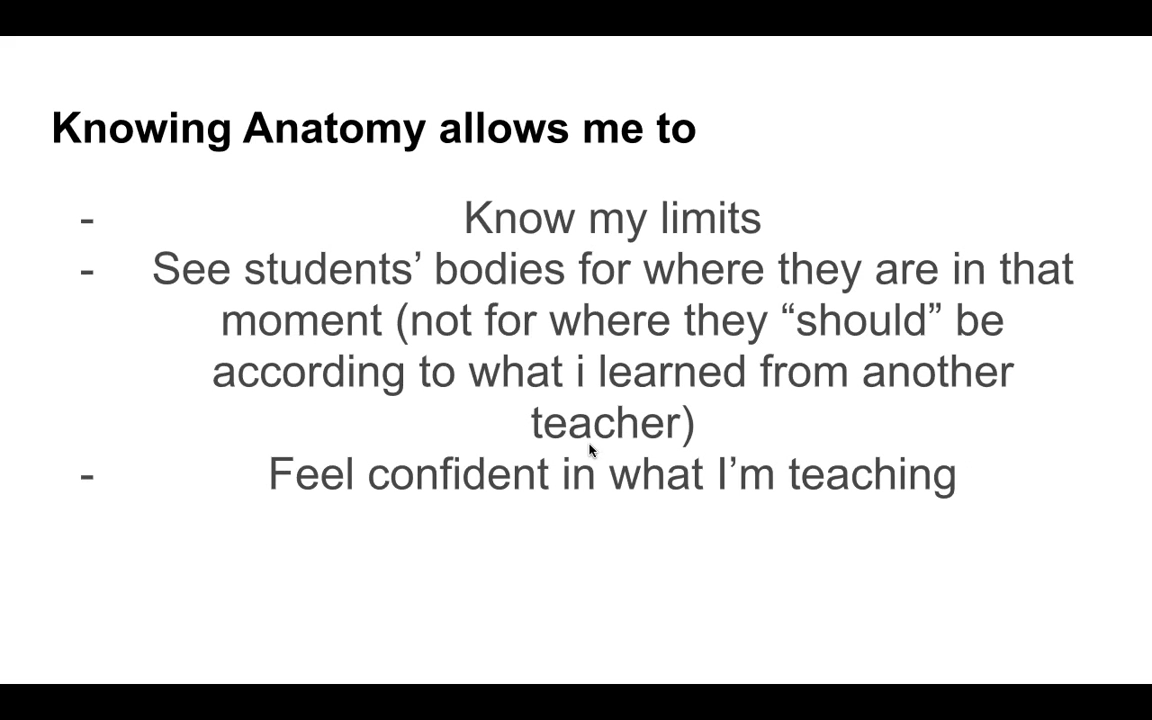 Knowing Anatomy allows me to
- Know my limits
- See students’ bodies for where they are in that
moment (not for where they “should” be
according to what i learned from another
teacher)
- Feel confident in what I’m teaching